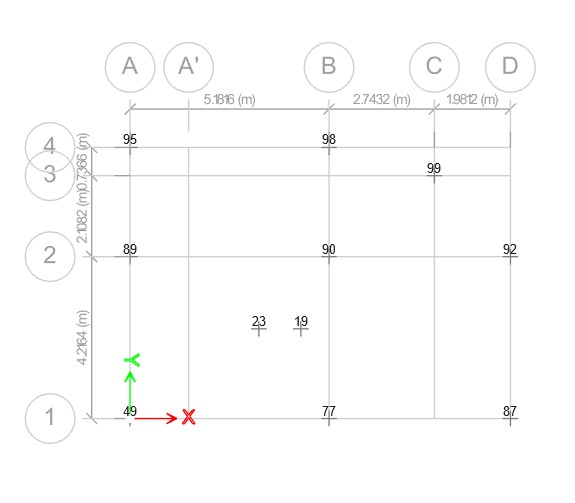 A A' B C D
5.1816 (m) 2.7432 (m) 1.9812 (m)
4 95 98
0.7366 (m)
3 99
2.1082 (m)
2 89 90 92
23 19
4.2164 (m)
Y
1 49 X 77 87